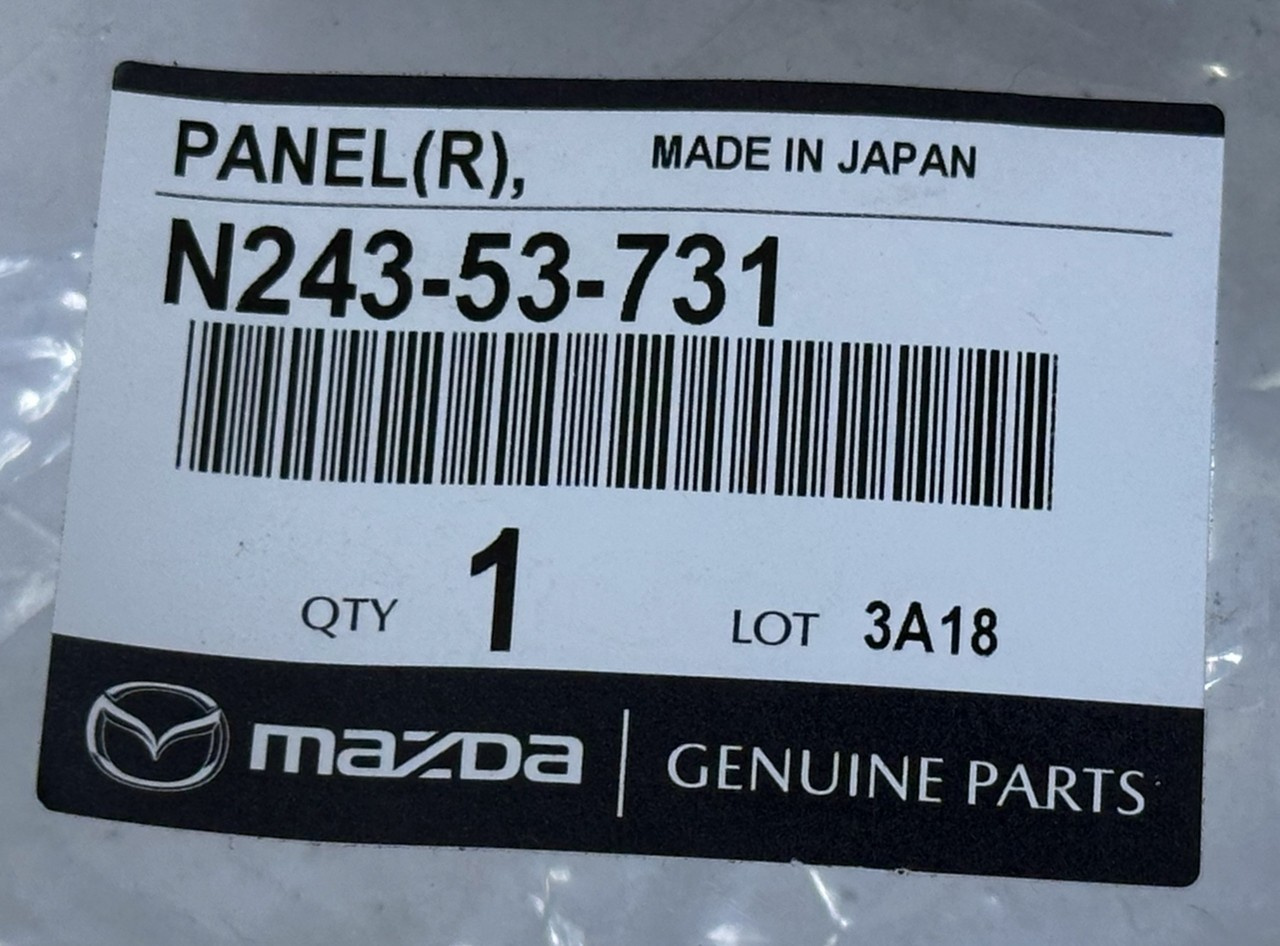 PANEL(R), MADE IN JAPAN
N243-53-731
QTY 1 LOT 3A18
mazda | GENUINE PARTS